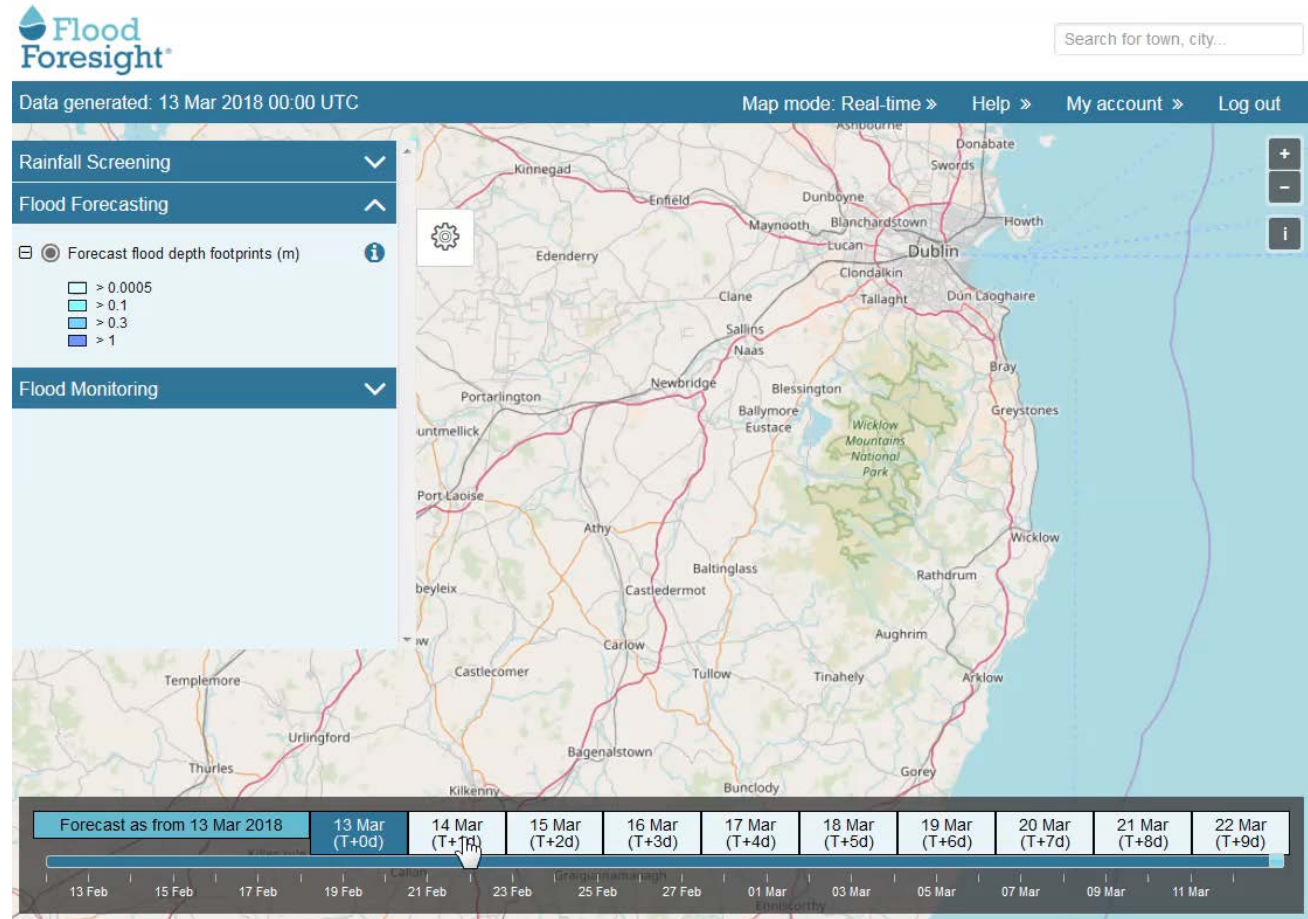 Flood
Foresight®
Search for town, city...
Data generated: 13 Mar 2018 00:00 UTC
Map mode: Real-time »
Help »
My account »
Log out
Rainfall Screening
Flood Forecasting
Forecast flood depth footprints (m)
> 0.0005
> 0.1
> 0.3
> 1
Flood Monitoring
+
−
i
Ashbourne
Donabate
Swords
Kinnegad
Enfield
Dunboyne
Maynooth
Blanchardstown
Howth
Lucan
Dublin
Edenderry
Clondalkin
Clane
Tallaght
Dún Laoghaire
Sallins
Naas
Bray
Newbridge
Blessington
Portarlington
Ballymore
Eustace
Greystones
Wicklow
Mountains
National
Park
untmellick
Port Laoise
Athy
Wicklow
Baltinglass
Rathdrum
beyleix
Castledermot
Aughrim
ow
Carlow
Castlecomer
Tullow
Tinahely
Arklow
Templemore
Urlingford
Bagenalstown
Thurles
Gorey
Kilkenny
Bunclody
Forecast as from 13 Mar 2018
13 Mar
(T+0d)
14 Mar
(T+1d)
15 Mar
(T+2d)
16 Mar
(T+3d)
17 Mar
(T+4d)
18 Mar
(T+5d)
19 Mar
(T+6d)
20 Mar
(T+7d)
21 Mar
(T+8d)
22 Mar
(T+9d)
Callan
Graiguenamanagh
13 Feb
15 Feb
17 Feb
19 Feb
21 Feb
23 Feb
25 Feb
27 Feb
01 Mar
03 Mar
05 Mar
07 Mar
09 Mar
11 Mar
Enniscorthy